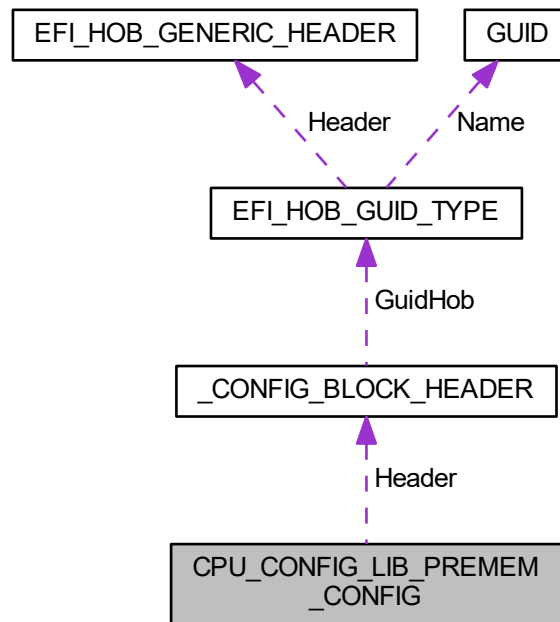 EFI_HOB_GENERIC_HEADER
GUID
Header
Name
EFI_HOB_GUID_TYPE
GuidHob
_CONFIG_BLOCK_HEADER
Header
CPU_CONFIG_LIB_PREMEM
_CONFIG